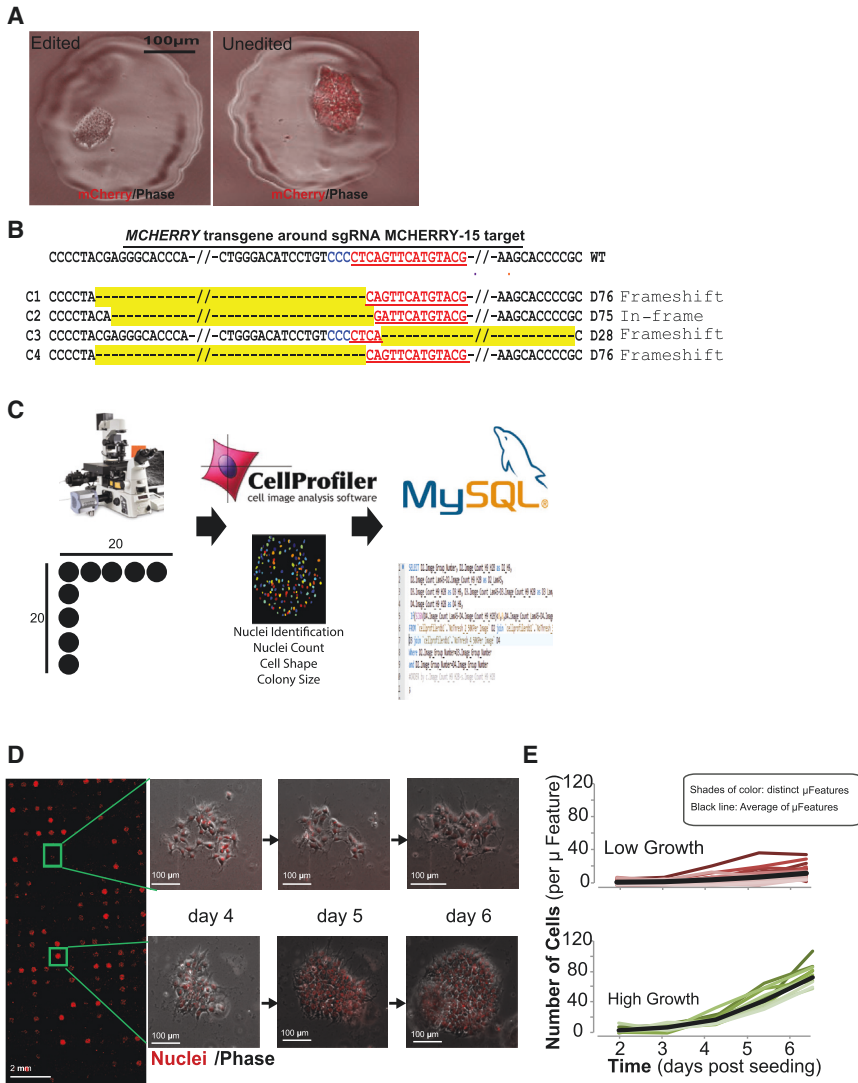 A
Edited
100µm
Unedited
mCherry/Phase
mCherry/Phase
B
MCHERRY transgene around sgRNA MCHERRY-15 target
CCCCTACGAGGGCACCCA-//-CTGGGACATCCTGTCCCCTCAGTTCATGTACG-//-AAGCACCCCGC WT
C1 CCCCTA--------------//---------------------CAGTTCATGTACG-//-AAGCACCCCGC D76 Frameshift
C2 CCCCTACA------------//----------------------GATTCATGTACG-//-AAGCACCCCGC D75 In-frame
C3 CCCCTACGAGGGCACCCA-//-CTGGGACATCCTGTCCCCTCA------------//------------C D28 Frameshift
C4 CCCCTA--------------//---------------------CAGTTCATGTACG-//-AAGCACCCCGC D76 Frameshift
C
CellProfiler
cell image analysis software
MySQL®
20
20
Nuclei Identification
Nuclei Count
Cell Shape
Colony Size
D
100 µm
100 µm
100 µm
day 4
day 5
day 6
100 µm
100 µm
100 µm
2 mm
Nuclei /Phase
E
120
80
40
0
Low Growth
Shades of color: distinct µFeatures
Black line: Average of µFeatures
Number of Cells (per µ Feature)
120
80
40
0
High Growth
2 3 4 5 6
Time (days post seeding)